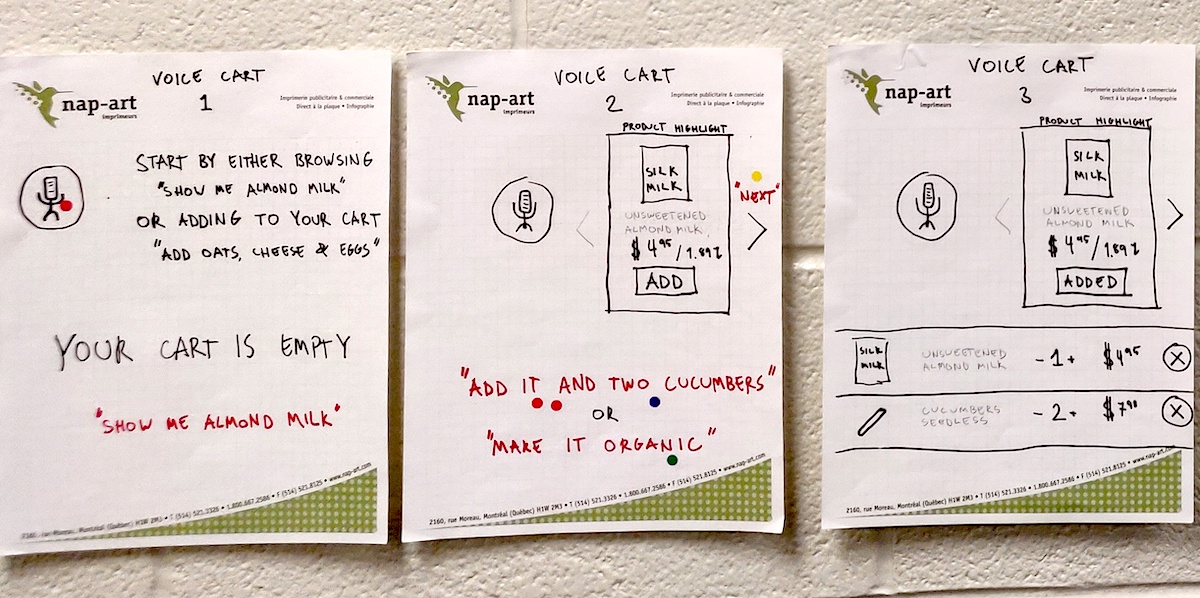 VOICE CART
1
nap-art
imprimeurs
Imprimerie publicitaire & commerciale
Direct à la plaque • Infographie
START BY EITHER BROWSING
"SHOW ME ALMOND MILK"
OR ADDING TO YOUR CART
"ADD OATS, CHEESE & EGGS"
YOUR CART IS EMPTY
"SHOW ME ALMOND MILK"
2160, rue Moreau, Montréal (Québec) H1W 2M3 • T (514) 521.3326 • 1.800.667.2586 • F (514) 521.8125 • www.nap-art.com
VOICE CART
2
nap-art
imprimeurs
Imprimerie publicitaire & commerciale
Direct à la plaque • Infographie
PRODUCT HIGHLIGHT
SILK
MILK
UNSWEETENED
ALMOND MILK
$4.95/1.89L
ADD
"NEXT"
"ADD IT AND TWO CUCUMBERS"
OR
"MAKE IT ORGANIC"
2160, rue Moreau, Montréal (Québec) H1W 2M3 • T (514) 521.3326 • 1.800.667.2586 • F (514) 521.8125 • www.nap-art.com
VOICE CART
3
nap-art
imprimeurs
Imprimerie publicitaire & commerciale
Direct à la plaque • Infographie
PRODUCT HIGHLIGHT
SILK
MILK
UNSWEETENED
ALMOND MILK
$4.95/1.89L
ADDED
SILK
MILK
UNSWEETENED
ALMOND MILK
-1+ $4.95 X
CUCUMBERS
SEEDLESS
-2+ $7.90 X
2160, rue Moreau, Montréal (Québec) H1W 2M3 • T (514) 521.3326 • 1.800.667.2586 • F (514) 521.8125 • www.nap-art.com